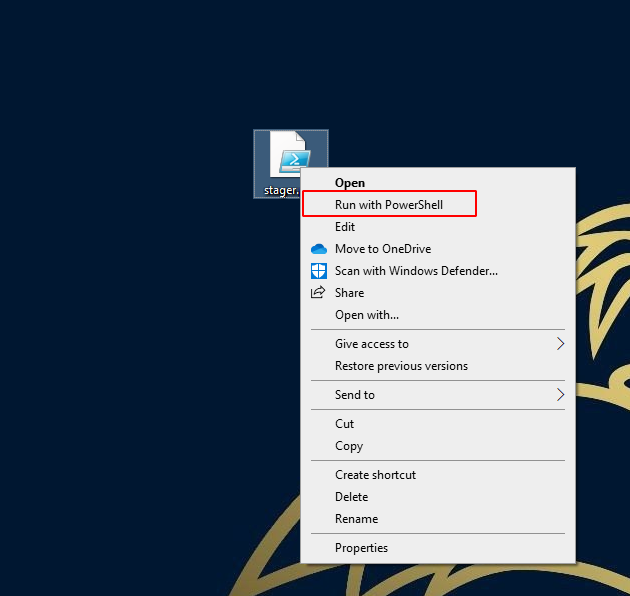 stager.
Open
Run with PowerShell
Edit
Move to OneDrive
Scan with Windows Defender...
Share
Open with...
Give access to
Restore previous versions
Send to
Cut
Copy
Create shortcut
Delete
Rename
Properties